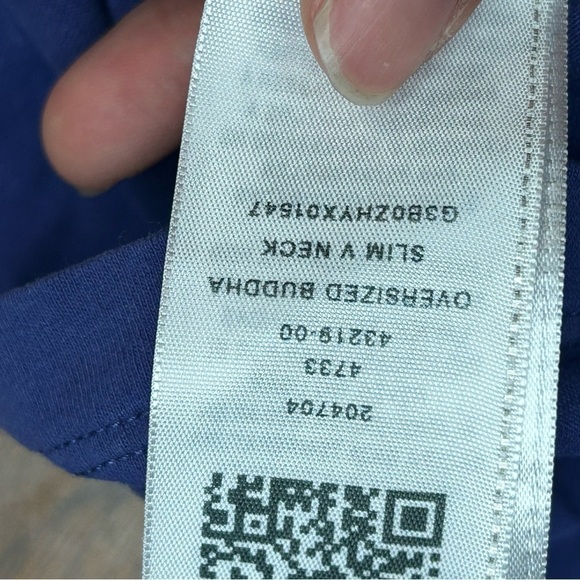 204704
4733
43219-00
OVERSIZED BUDDHA
SLIM V NECK
G3B0ZHYX01547